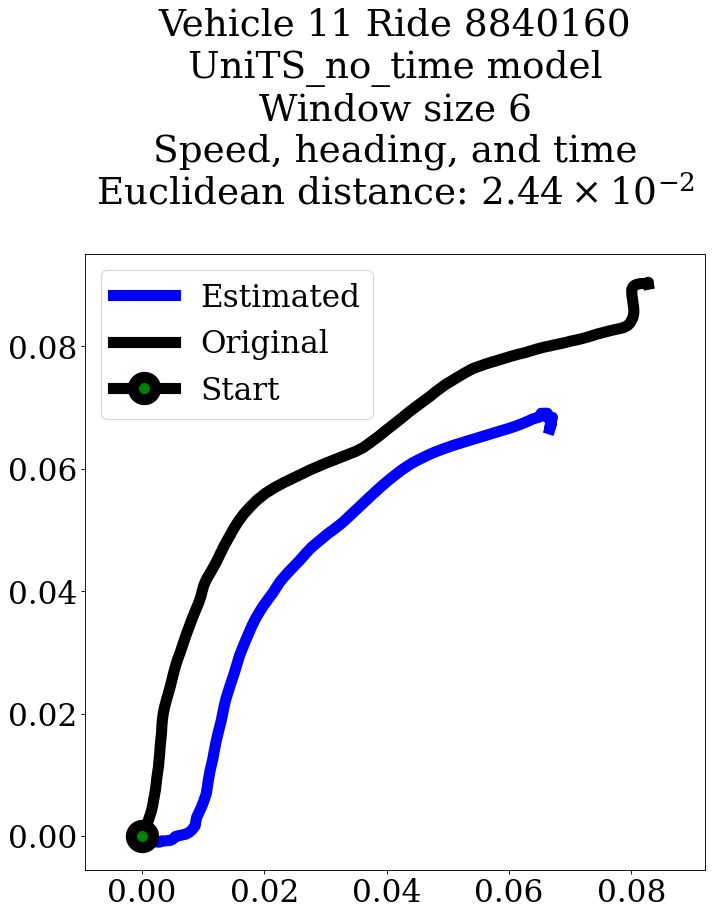 Vehicle 11 Ride 8840160
UniTS_no_time model
Window size 6
Speed, heading, and time
Euclidean distance: 2.44 × 10⁻²
Estimated
Original
Start
0.08
0.06
0.04
0.02
0.00
0.00 0.02 0.04 0.06 0.08